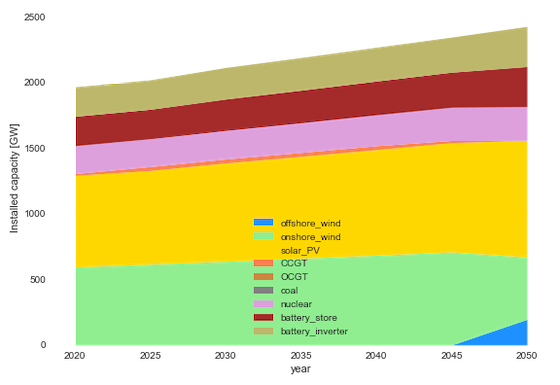 2500
2000
1500
1000
500
0
Installed capacity [GW]
offshore_wind
onshore_wind
solar_PV
CCGT
OCGT
coal
nuclear
battery_store
battery_inverter
2020 2025 2030 2035 2040 2045 2050
year